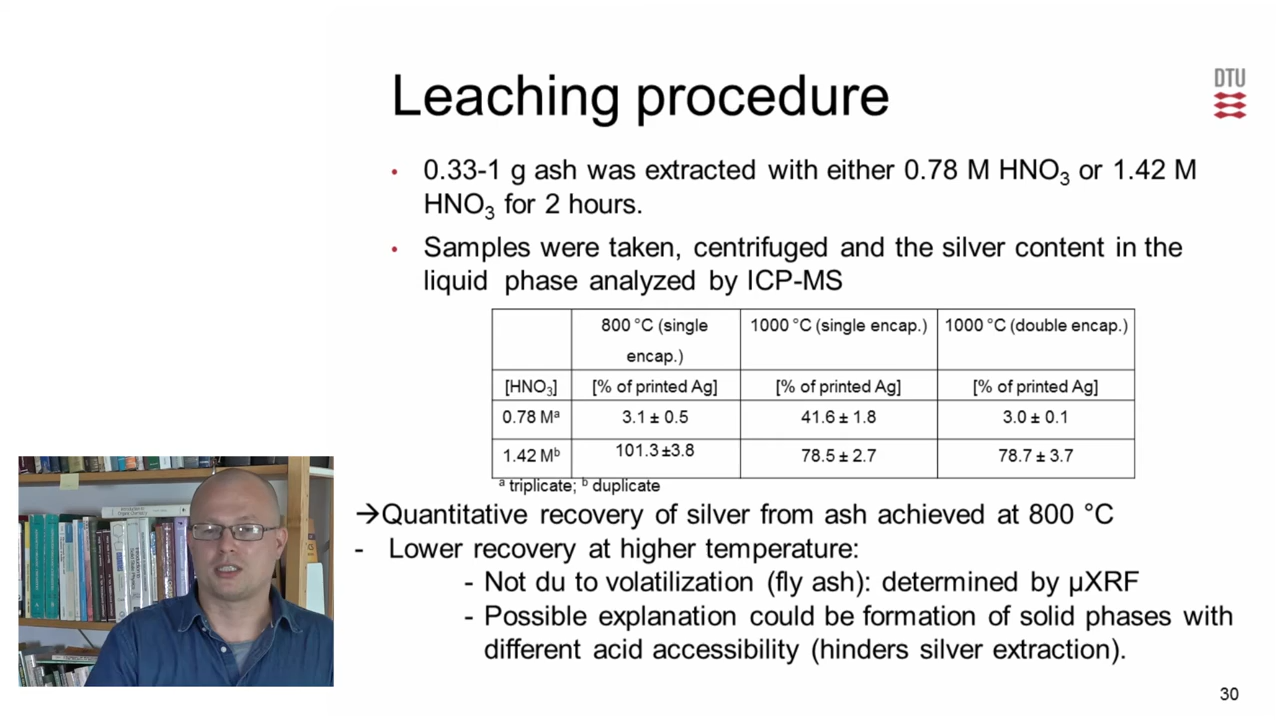 Leaching procedure
DTU
• 0.33-1 g ash was extracted with either 0.78 M HNO₃ or 1.42 M
HNO₃ for 2 hours.
• Samples were taken, centrifuged and the silver content in the
liquid phase analyzed by ICP-MS
800 °C (single encap.) 1000 °C (single encap.) 1000 °C (double encap.)
[HNO₃] [% of printed Ag] [% of printed Ag] [% of printed Ag]
0.78 Mᵃ 3.1 ± 0.5 41.6 ± 1.8 3.0 ± 0.1
1.42 Mᵇ 101.3 ±3.8 78.5 ± 2.7 78.7 ± 3.7
ᵃ triplicate; ᵇ duplicate
→Quantitative recovery of silver from ash achieved at 800 °C
- Lower recovery at higher temperature:
- Not du to volatilization (fly ash): determined by µXRF
- Possible explanation could be formation of solid phases with
different acid accessibility (hinders silver extraction).
30